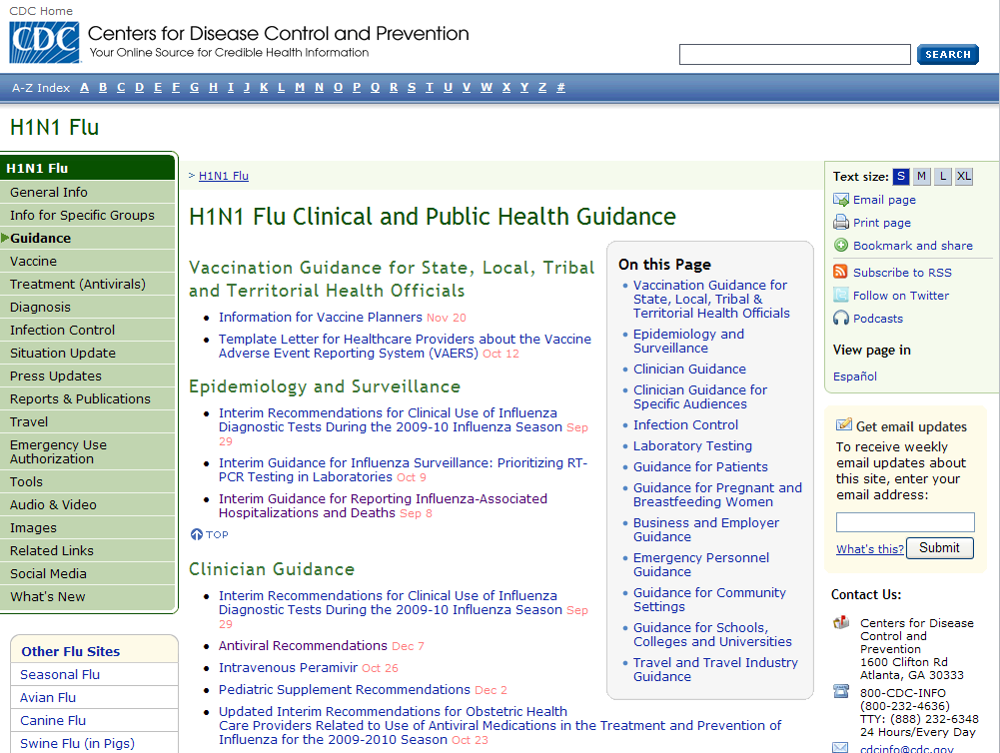 CDC Home
CDC
Centers for Disease Control and Prevention
Your Online Source for Credible Health Information
SEARCH
A-Z Index A B C D E F G H I J K L M N O P Q R S T U V W X Y Z #
H1N1 Flu
H1N1 Flu
General Info
Info for Specific Groups
Guidance
Vaccine
Treatment (Antivirals)
Diagnosis
Infection Control
Situation Update
Press Updates
Reports & Publications
Travel
Emergency Use
Authorization
Tools
Audio & Video
Images
Related Links
Social Media
What's New
Other Flu Sites
Seasonal Flu
Avian Flu
Canine Flu
Swine Flu (in Pigs)
> H1N1 Flu
H1N1 Flu Clinical and Public Health Guidance
Vaccination Guidance for State, Local, Tribal
and Territorial Health Officials
Information for Vaccine Planners Nov 20
Template Letter for Healthcare Providers about the Vaccine
Adverse Event Reporting System (VAERS) Oct 12
Epidemiology and Surveillance
Interim Recommendations for Clinical Use of Influenza
Diagnostic Tests During the 2009-10 Influenza Season Sep
29
Interim Guidance for Influenza Surveillance: Prioritizing RT-
PCR Testing in Laboratories Oct 9
Interim Guidance for Reporting Influenza-Associated
Hospitalizations and Deaths Sep 8
TOP
Clinician Guidance
Interim Recommendations for Clinical Use of Influenza
Diagnostic Tests During the 2009-10 Influenza Season Sep
29
Antiviral Recommendations Dec 7
Intravenous Peramivir Oct 26
Pediatric Supplement Recommendations Dec 2
Updated Interim Recommendations for Obstetric Health
Care Providers Related to Use of Antiviral Medications in the Treatment and Prevention of
Influenza for the 2009-2010 Season Oct 23
On this Page
Vaccination Guidance for
State, Local, Tribal &
Territorial Health Officials
Epidemiology and
Surveillance
Clinician Guidance
Clinician Guidance for
Specific Audiences
Infection Control
Laboratory Testing
Guidance for Patients
Guidance for Pregnant and
Breastfeeding Women
Business and Employer
Guidance
Emergency Personnel
Guidance
Guidance for Community
Settings
Guidance for Schools,
Colleges and Universities
Travel and Travel Industry
Guidance
Text size: S M L XL
Email page
Print page
Bookmark and share
Subscribe to RSS
Follow on Twitter
Podcasts
View page in
Español
Get email updates
To receive weekly
email updates about
this site, enter your
email address:
What's this? Submit
Contact Us:
Centers for Disease
Control and
Prevention
1600 Clifton Rd
Atlanta, GA 30333
800-CDC-INFO
(800-232-4636)
TTY: (888) 232-6348
24 Hours/Every Day
cdcinfo@cdc.gov